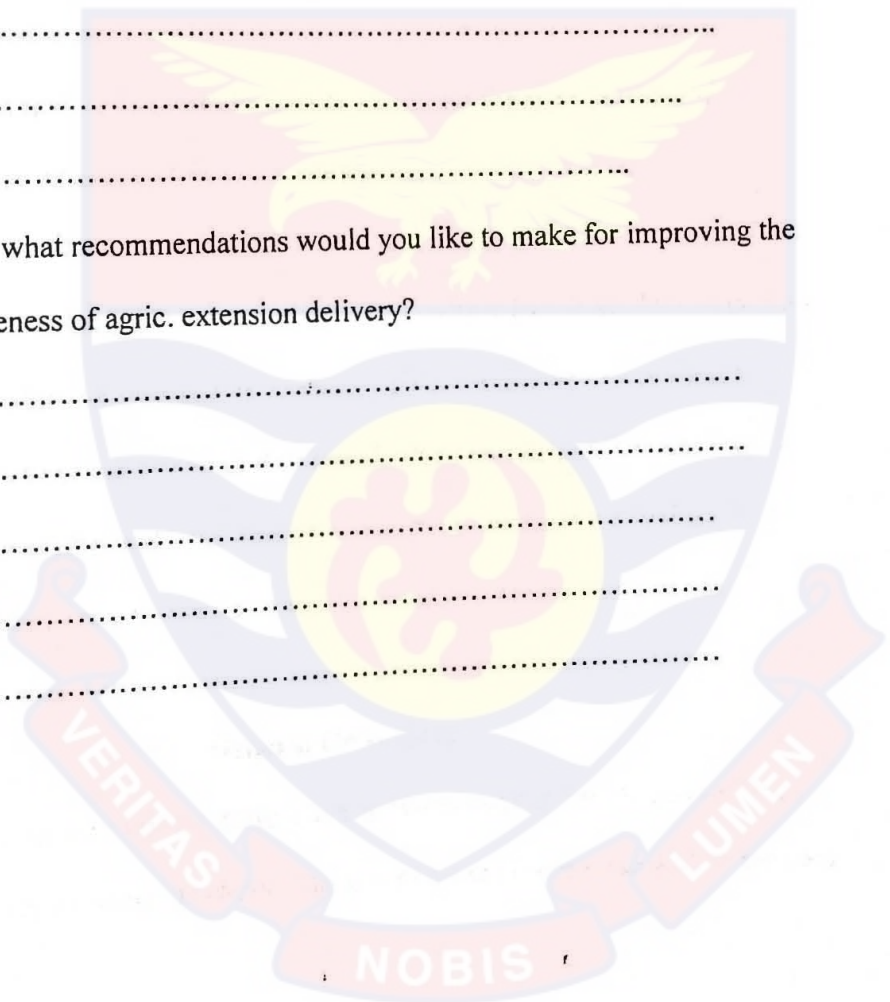 ..............................................................................
..............................................................................
..............................................................................
what recommendations would you like to make for improving the
eness of agric. extension delivery?
..............................................................................
..............................................................................
..............................................................................
..............................................................................
..............................................................................
VERITAS
NOBIS
LUMEN